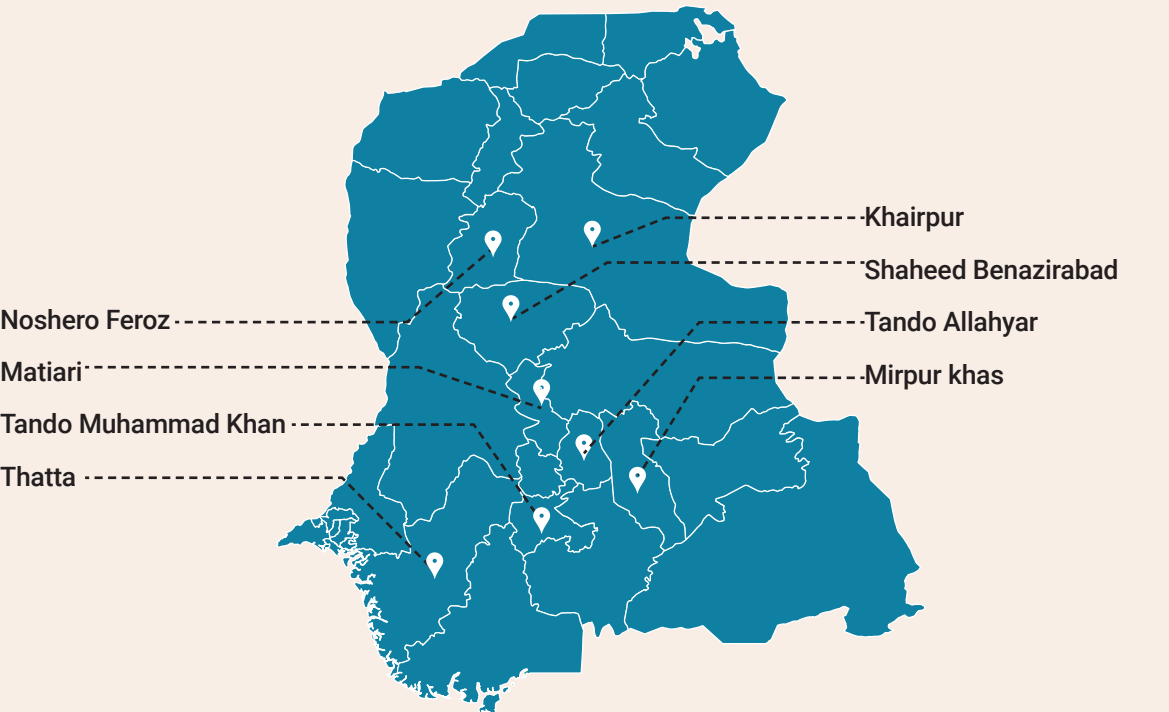 Khairpur
Shaheed Benazirabad
Noshero Feroz
Tando Allahyar
Matiari
Mirpur khas
Tando Muhammad Khan
Thatta